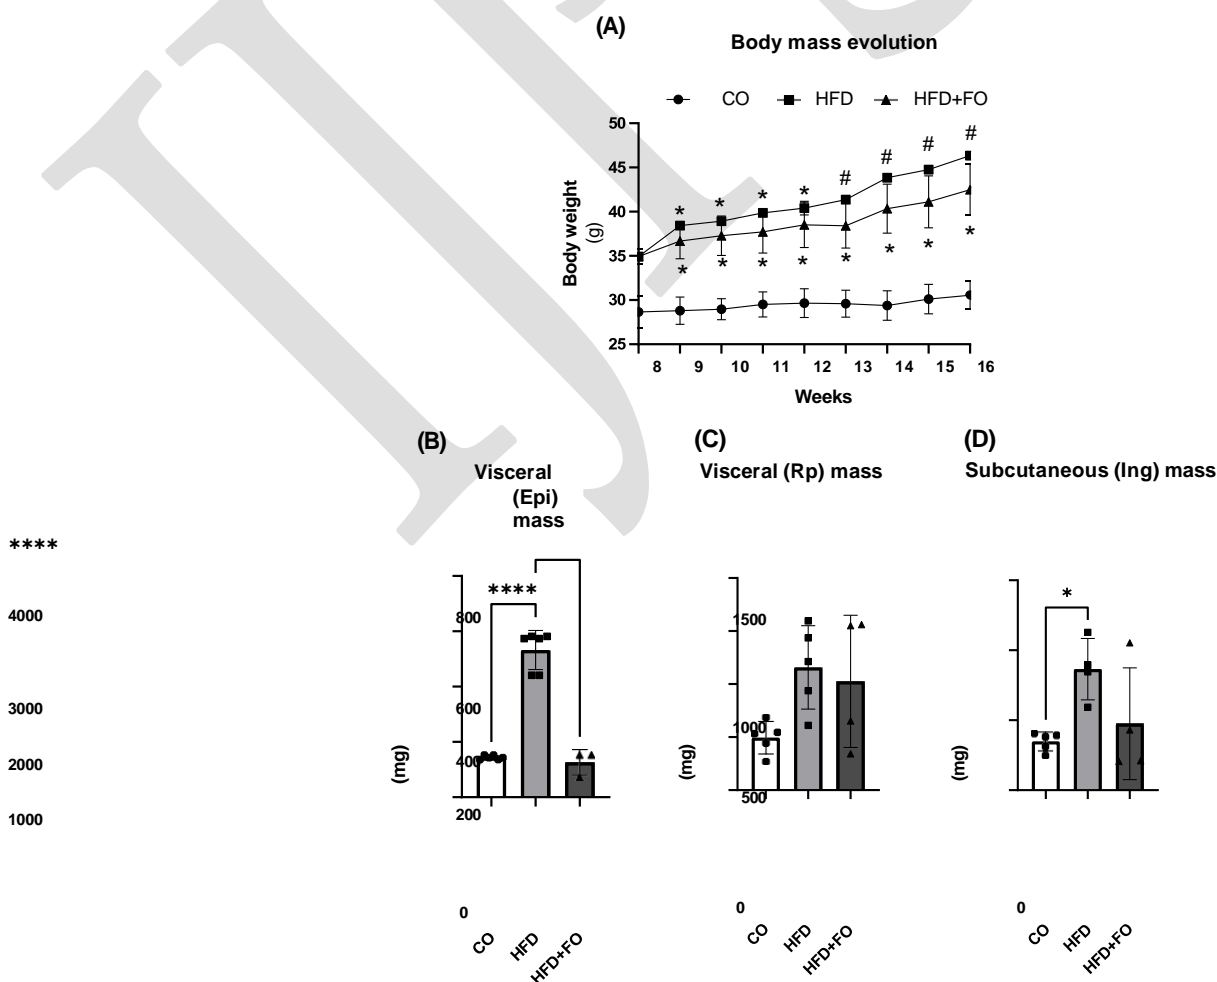 (A)
Body mass evolution
CO HFD HFD+FO
50
45
40
35
30
25
Body weight
(g)
# # # #
* * * *
* * * * * * * *
8 9 10 11 12 13 14 15 16
Weeks
(B) (C) (D)
Visceral
(Epi)
mass
Visceral (Rp) mass
Subcutaneous (Ing) mass
****
4000
3000
2000
1000
0
****
(mg)
CO HFD HFD+FO
800
600
400
200
0
(mg)
CO HFD HFD+FO
1500
1000
500
0
*
(mg)
CO HFD HFD+FO